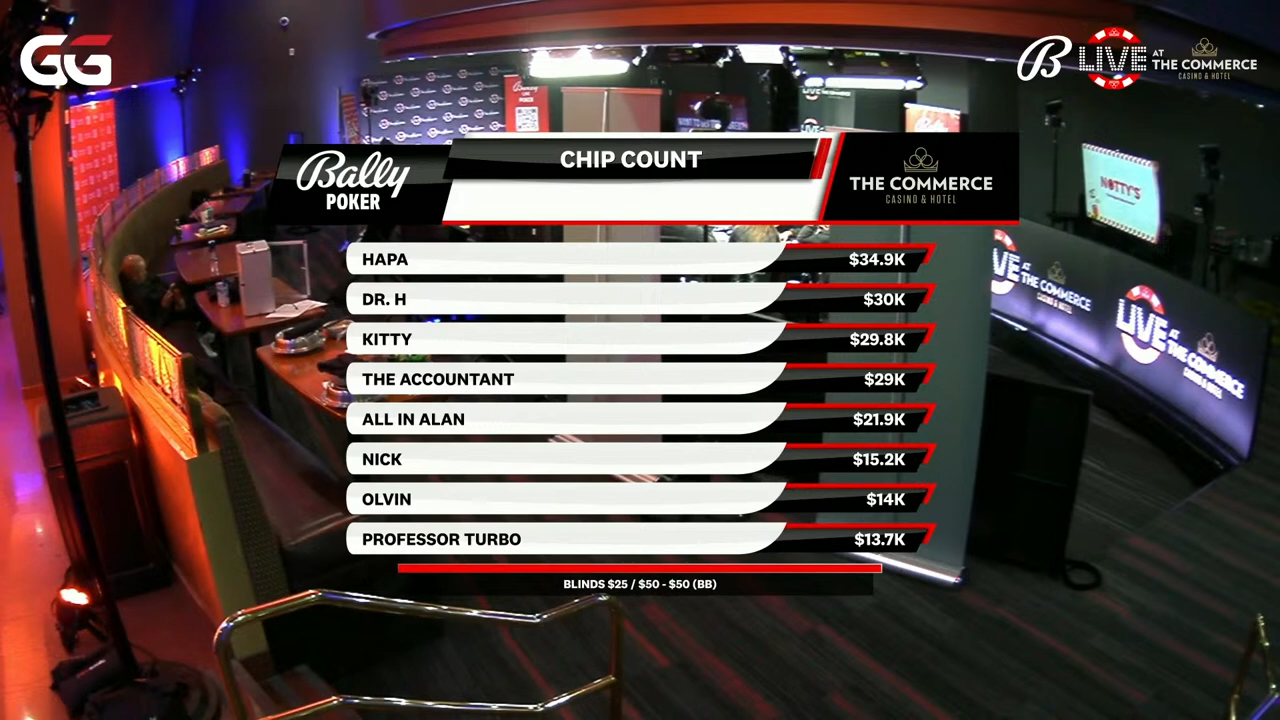 GG
B LIVE AT THE COMMERCE
CASINO & HOTEL
Bally
POKER
CHIP COUNT
THE COMMERCE
CASINO & HOTEL
NOTTY'S
HAPA $34.9K
DR. H $30K
KITTY $29.8K
THE ACCOUNTANT $29K
ALL IN ALAN $21.9K
NICK $15.2K
OLVIN $14K
PROFESSOR TURBO $13.7K
BLINDS $25 / $50 - $50 (BB)
VE AT THE COMMERCE
CASINO & HOTEL
LIVE AT THE COMMERCE
CASINO & HOTEL